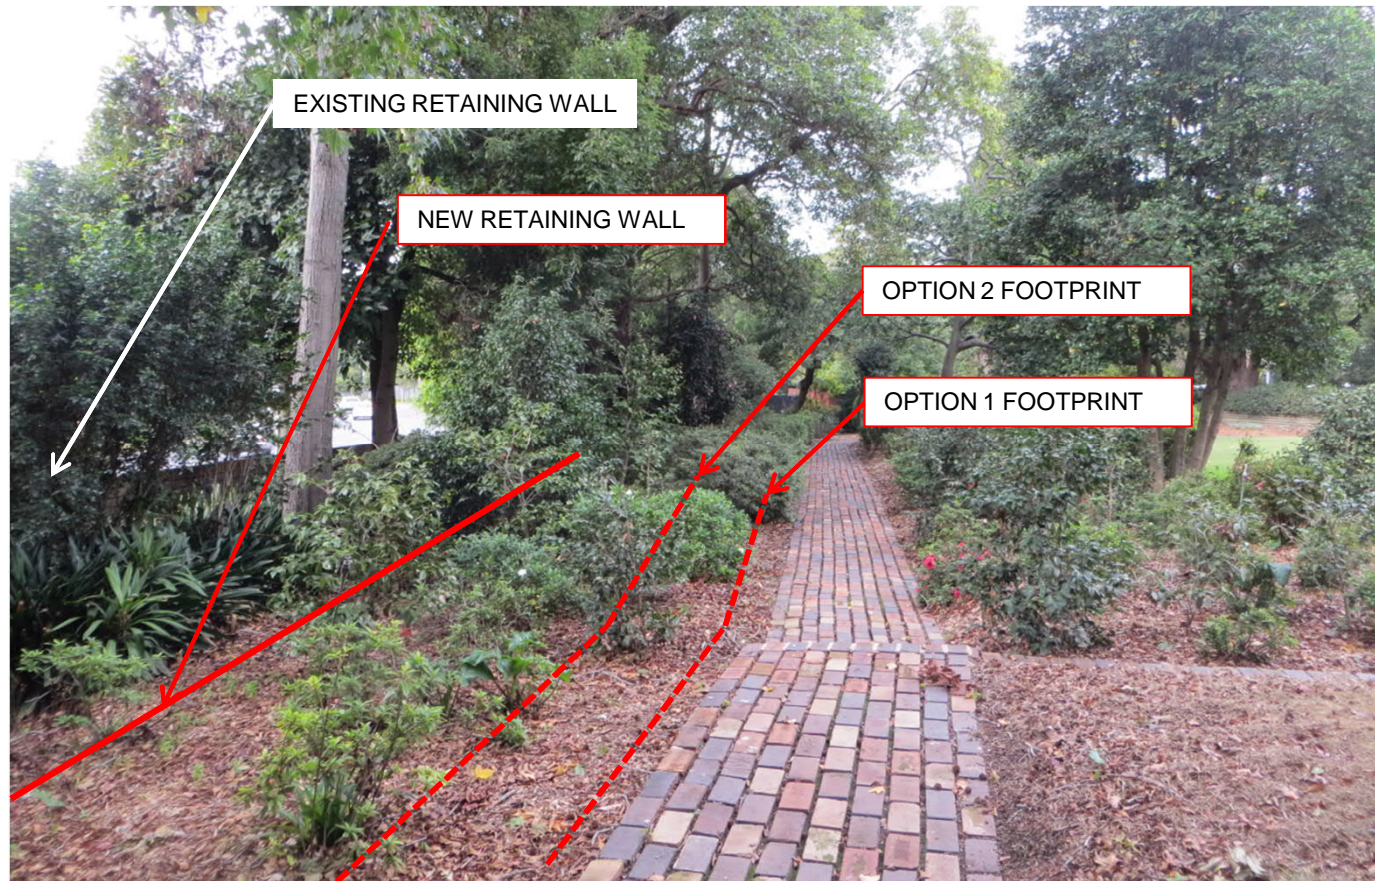 EXISTING RETAINING WALL
NEW RETAINING WALL
OPTION 2 FOOTPRINT
OPTION 1 FOOTPRINT